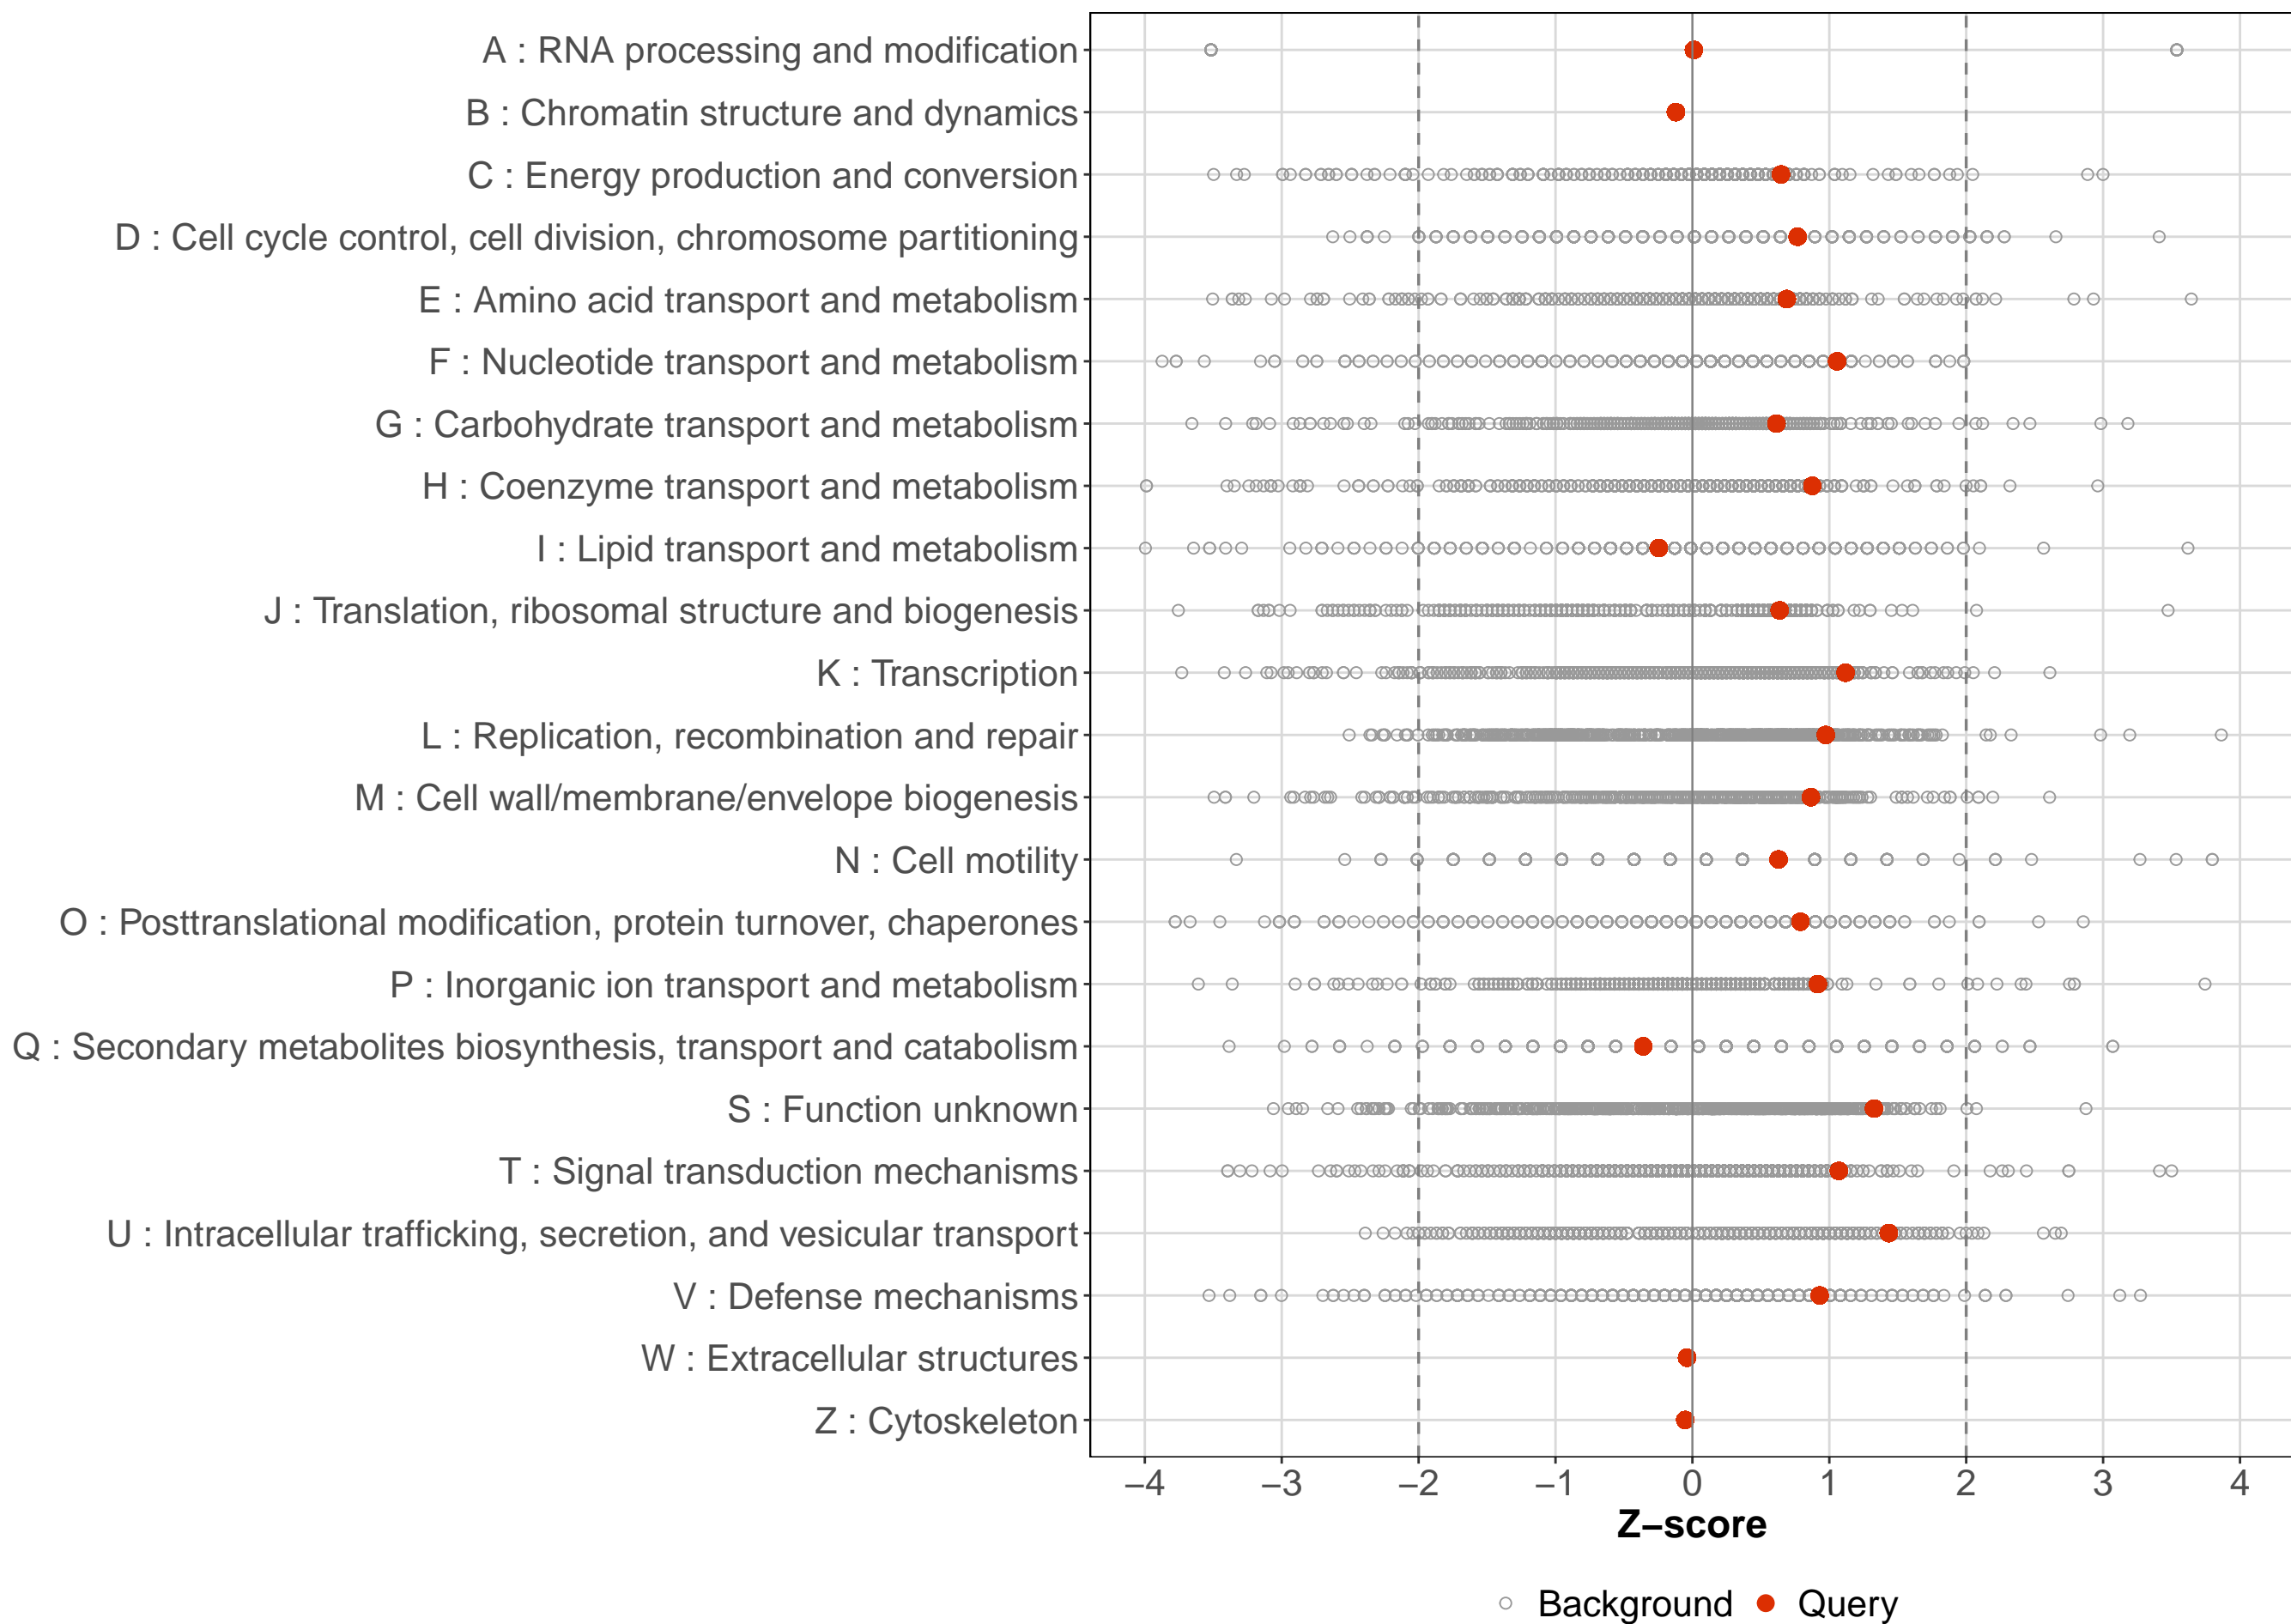 A : RNA processing and modification
B : Chromatin structure and dynamics
C : Energy production and conversion
D : Cell cycle control, cell division, chromosome partitioning
E : Amino acid transport and metabolism
F : Nucleotide transport and metabolism
G : Carbohydrate transport and metabolism
H : Coenzyme transport and metabolism
I : Lipid transport and metabolism
J : Translation, ribosomal structure and biogenesis
K : Transcription
L : Replication, recombination and repair
M : Cell wall/membrane/envelope biogenesis
N : Cell motility
O : Posttranslational modification, protein turnover, chaperones
P : Inorganic ion transport and metabolism
Q : Secondary metabolites biosynthesis, transport and catabolism
S : Function unknown
T : Signal transduction mechanisms
U : Intracellular trafficking, secretion, and vesicular transport
V : Defense mechanisms
W : Extracellular structures
Z : Cytoskeleton
−4 −3 −2 −1 0 1 2 3 4
Z−score
Background Query